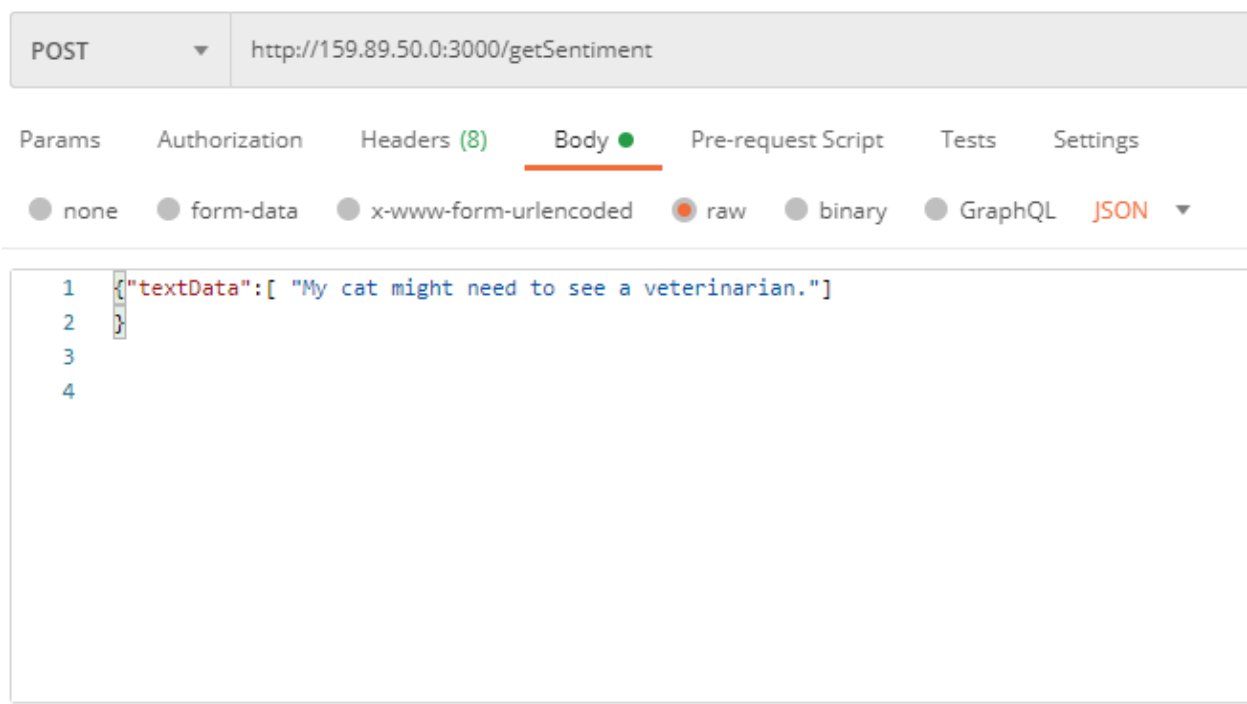 POST http://159.89.50.0:3000/getSentiment
Params Authorization Headers (8) Body Pre-request Script Tests Settings
none form-data x-www-form-urlencoded raw binary GraphQL JSON
1 {"textData":[ "My cat might need to see a veterinarian."]
2 }
3
4